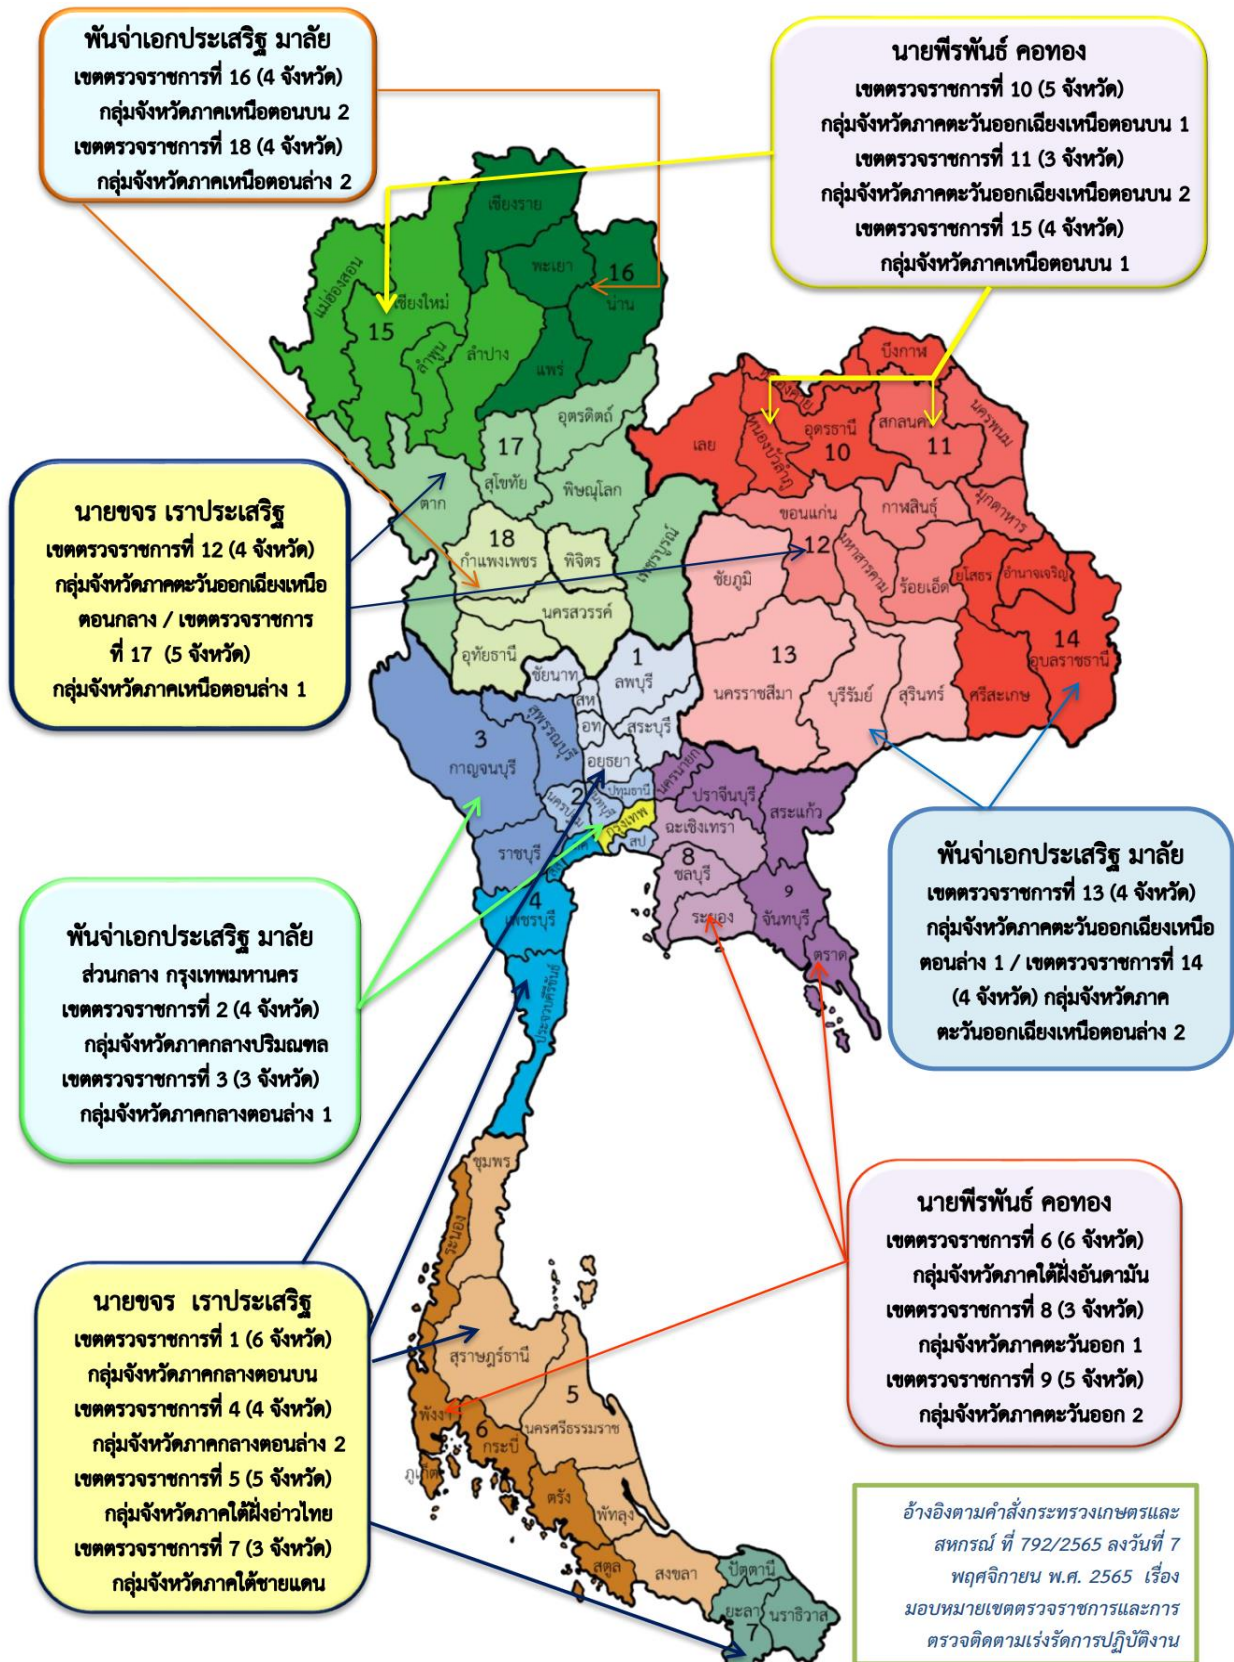 พันจ่าเอกประเสริฐ มาลัย
เขตตรวจราชการที่ 16 (4 จังหวัด)
กลุ่มจังหวัดภาคเหนือตอนบน 2
เขตตรวจราชการที่ 18 (4 จังหวัด)
กลุ่มจังหวัดภาคเหนือตอนล่าง 2
นายพีรพันธ์ คอทอง
เขตตรวจราชการที่ 10 (5 จังหวัด)
กลุ่มจังหวัดภาคตะวันออกเฉียงเหนือตอนบน 1
เขตตรวจราชการที่ 11 (3 จังหวัด)
กลุ่มจังหวัดภาคตะวันออกเฉียงเหนือตอนบน 2
เขตตรวจราชการที่ 15 (4 จังหวัด)
กลุ่มจังหวัดภาคเหนือตอนบน 1
เชียงราย
พะเยา
16
น่าน
แม่ฮ่องสอน
เชียงใหม่
15
ลำพูน
ลำปาง
แพร่
บึงกาฬ
นครพนม
สกลนคร
11
อุดรธานี
10
หนองบัวลำภู
เลย
อุตรดิตถ์
17
สุโขทัย
ตาก
พิษณุโลก
ขอนแก่น
12
กาฬสินธุ์
มุกดาหาร
18
กำแพงเพชร
พิจิตร
เพชรบูรณ์
ชัยภูมิ
มหาสารคาม
ร้อยเอ็ด
ยโสธร
อำนาจเจริญ
นครสวรรค์
อุทัยธานี
14
อุบลราชธานี
13
นครราชสีมา
บุรีรัมย์
สุรินทร์
ศรีสะเกษ
นายขจร เราประเสริฐ
เขตตรวจราชการที่ 12 (4 จังหวัด)
กลุ่มจังหวัดภาคตะวันออกเฉียงเหนือ
ตอนกลาง / เขตตรวจราชการ
ที่ 17 (5 จังหวัด)
กลุ่มจังหวัดภาคเหนือตอนล่าง 1
ชัยนาท
1
ลพบุรี
สห
อท
สระบุรี
สุพรรณบุรี
3
กาญจนบุรี
อยุธยา
นครนายก
ปราจีนบุรี
สระแก้ว
2
นครปฐม
นนทบุรี
ปทุมธานี
กรุงเทพ
สป
ฉะเชิงเทรา
ราชบุรี
8
ชลบุรี
ระยอง
9
จันทบุรี
ตราด
4
เพชรบุรี
ประจวบคีรีขันธ์
พันจ่าเอกประเสริฐ มาลัย
เขตตรวจราชการที่ 13 (4 จังหวัด)
กลุ่มจังหวัดภาคตะวันออกเฉียงเหนือ
ตอนล่าง 1 / เขตตรวจราชการที่ 14
(4 จังหวัด) กลุ่มจังหวัดภาค
ตะวันออกเฉียงเหนือตอนล่าง 2
พันจ่าเอกประเสริฐ มาลัย
ส่วนกลาง กรุงเทพมหานคร
เขตตรวจราชการที่ 2 (4 จังหวัด)
กลุ่มจังหวัดภาคกลางปริมณฑล
เขตตรวจราชการที่ 3 (3 จังหวัด)
กลุ่มจังหวัดภาคกลางตอนล่าง 1
ชุมพร
ระนอง
สุราษฎร์ธานี
5
นครศรีธรรมราช
พังงา
6
กระบี่
ภูเก็ต
ตรัง
พัทลุง
สตูล
สงขลา
ปัตตานี
ยะลา
7
นราธิวาส
นายพีรพันธ์ คอทอง
เขตตรวจราชการที่ 6 (6 จังหวัด)
กลุ่มจังหวัดภาคใต้ฝั่งอันดามัน
เขตตรวจราชการที่ 8 (3 จังหวัด)
กลุ่มจังหวัดภาคตะวันออก 1
เขตตรวจราชการที่ 9 (5 จังหวัด)
กลุ่มจังหวัดภาคตะวันออก 2
นายขจร เราประเสริฐ
เขตตรวจราชการที่ 1 (6 จังหวัด)
กลุ่มจังหวัดภาคกลางตอนบน
เขตตรวจราชการที่ 4 (4 จังหวัด)
กลุ่มจังหวัดภาคกลางตอนล่าง 2
เขตตรวจราชการที่ 5 (5 จังหวัด)
กลุ่มจังหวัดภาคใต้ฝั่งอ่าวไทย
เขตตรวจราชการที่ 7 (3 จังหวัด)
กลุ่มจังหวัดภาคใต้ชายแดน
อ้างอิงตามคำสั่งกระทรวงเกษตรและ
สหกรณ์ ที่ 792/2565 ลงวันที่ 7
พฤศจิกายน พ.ศ. 2565 เรื่อง
มอบหมายเขตตรวจราชการและการ
ตรวจติดตามเร่งรัดการปฏิบัติงาน